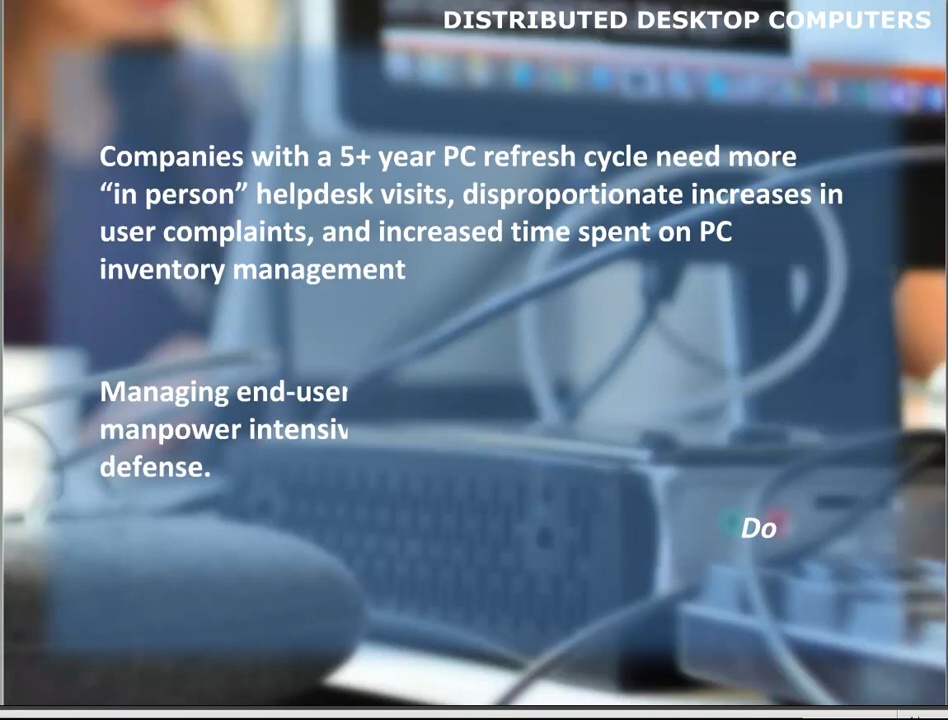 DISTRIBUTED DESKTOP COMPUTERS
Companies with a 5+ year PC refresh cycle need more
“in person” helpdesk visits, disproportionate increases in
user complaints, and increased time spent on PC
inventory management
Managing end-user
manpower intensiv
defense.
Do